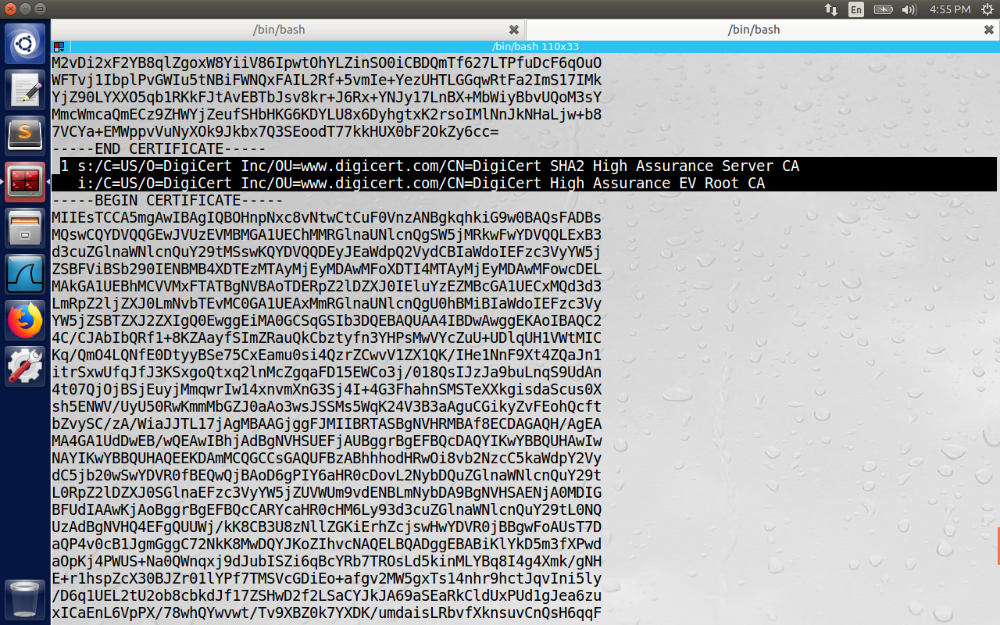 En
4:55 PM
/bin/bash
/bin/bash
/bin/bash 110x33
M2vDi2xF2YB8qlZgoxW8YiiV86IpwtOhYLZinSO0iCBDQmTf627LTPfuDcF6qOuO
WFTvj1IbplPvGWIu5tNBiFWNQxFAIL2Rf+5vmIe+YezUHTLGGqwRtFa2ImS17IMk
YjZ90LYXXO5qb1RKkFJtAvEBTbJsv8kr+J6Rx+YNJy17LnBX+MbWiyBbvUQoM3sY
MmcWmcaQmECz9ZHWYjZeufSHbHKG6KDYLU8x6DyhgtxK2rsoIMlNnJkNHaLjw+b8
7VCYa+EMWppvVuNyXOk9Jkbx7Q3SEoodT77kkHUX0bF2OkZy6cc=
-----END CERTIFICATE-----
1 s:/C=US/O=DigiCert Inc/OU=www.digicert.com/CN=DigiCert SHA2 High Assurance Server CA
i:/C=US/O=DigiCert Inc/OU=www.digicert.com/CN=DigiCert High Assurance EV Root CA
-----BEGIN CERTIFICATE-----
MIIEsTCCA5mgAwIBAgIQBOHnpNxc8vNtwCtCuF0VnzANBgkqhkiG9w0BAQsFADBs
MQswCQYDVQQGEwJVUzEVMBMGA1UEChMMRGlnaUNlcnQgSW5jMRkwFwYDVQQLExB3
d3cuZGlnaWNlcnQuY29tMSswKQYDVQQDEyJEaWdpQ2VydCBIaWdoIEFzc3VyYW5j
ZSBFViBSb290IENBMB4XDTEzMTAyMjEyMDAwMFoXDTI4MTAyMjEyMDAwMFowcDEL
MAkGA1UEBhMCVVMxFTATBgNVBAoTDERpZ2lDZXJ0IEluYzEZMBcGA1UECxMQd3d3
LmRpZ2ljZXJ0LmNvbTEvMC0GA1UEAxMmRGlnaUNlcnQgU0hBMiBIaWdoIEFzc3Vy
YW5jZSBTZXJ2ZXIgQ0EwggEiMA0GCSqGSIb3DQEBAQUAA4IBDwAwggEKAoIBAQC2
4C/CJAbIbQRf1+8KZAayfSImZRauQkCbztyfn3YHPsMwVYcZuU+UDlqUH1VWtMIC
Kq/QmO4LQNfE0DtyyBSe75CxEamu0si4QzrZCwvV1ZX1QK/IHe1NnF9Xt4ZQaJn1
itrSxwUfqJfJ3KSxgoQtxq2lnMcZgqaFD15EWCo3j/018QsIJzJa9buLnqS9UdAn
4t07QjOjBSjEuyjMmqwrIw14xnvmXnG3Sj4I+4G3FhahnSMSTeXXkgisdaScus0X
sh5ENWV/UyU50RwKmmMbGZJ0aAo3wsJSSMs5WqK24V3B3aAguCGikyZvFEohQcft
bZvySC/zA/WiaJJTL17jAgMBAAGjggFJMIIBRTASBgNVHRMBAf8ECDAGAQH/AgEA
MA4GA1UdDwEB/wQEAwIBhjAdBgNVHSUEFjAUBggrBgEFBQcDAQYIKwYBBQUHAwIw
NAYIKwYBBQUHAQEEKDAmMCQGCCsGAQUFBzABhhhodHRwOi8vb2NzcC5kaWdpY2Vy
dC5jb20wSwYDVR0fBEQwQjBAoD6gPIY6aHR0cDovL2NybDQuZGlnaWNlcnQuY29t
L0RpZ2lDZXJ0SGlnaEFzc3VyYW5jZUVWUm9vdENBLmNybDA9BgNVHSAENjA0MDIG
BFUdIAAwKjAoBggrBgEFBQcCARYcaHR0cHM6Ly93d3cuZGlnaWNlcnQuY29tL0NQ
UzAdBgNVHQ4EFgQUUWj/kK8CB3U8zNllZGKiErhZcjswHwYDVR0jBBgwFoAUsT7D
aQP4v0cB1JgmGggC72NkK8MwDQYJKoZIhvcNAQELBQADggEBABiKlYkD5m3fXPwd
aOpKj4PWUS+Na0QWnqxj9dJubISZi6qBcYRb7TROsLd5kinMLYBq8I4g4Xmk/gNH
E+r1hspZcX30BJZr01lYPf7TMSVcGDiEo+afgv2MW5gxTs14nhr9hctJqvIni5ly
/D6q1UEL2tU2ob8cbkdJf17ZSHwD2f2LSaCYJkJA69aSEaRkCldUxPUd1gJea6zu
xICaEnL6VpPX/78whQYwvwt/Tv9XBZ0k7YXDK/umdaisLRbvfXknsuvCnQsH6qqF